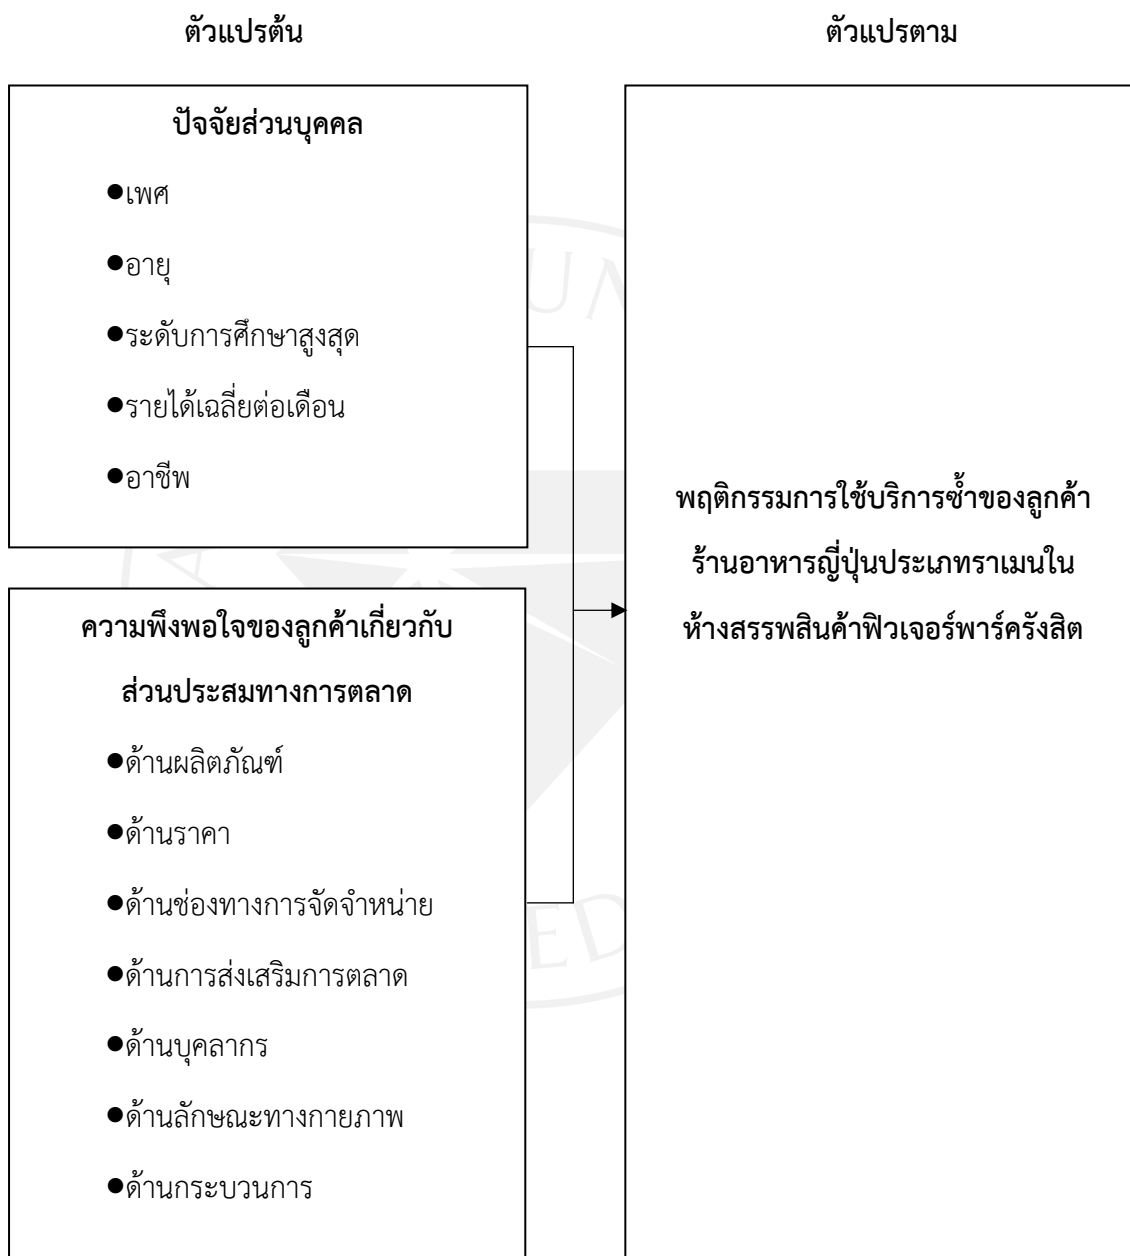 ตัวแปรต้น
ตัวแปรตาม
ปัจจัยส่วนบุคคล
●เพศ
●อายุ
●ระดับการศึกษาสูงสุด
●รายได้เฉลี่ยต่อเดือน
●อาชีพ
ความพึงพอใจของลูกค้าเกี่ยวกับ
ส่วนประสมทางการตลาด
●ด้านผลิตภัณฑ์
●ด้านราคา
●ด้านช่องทางการจัดจำหน่าย
●ด้านการส่งเสริมการตลาด
●ด้านบุคลากร
●ด้านลักษณะทางกายภาพ
●ด้านกระบวนการ
พฤติกรรมการใช้บริการซ้ำของลูกค้า
ร้านอาหารญี่ปุ่นประเภทราเมนใน
ห้างสรรพสินค้าฟิวเจอร์พาร์ครังสิต